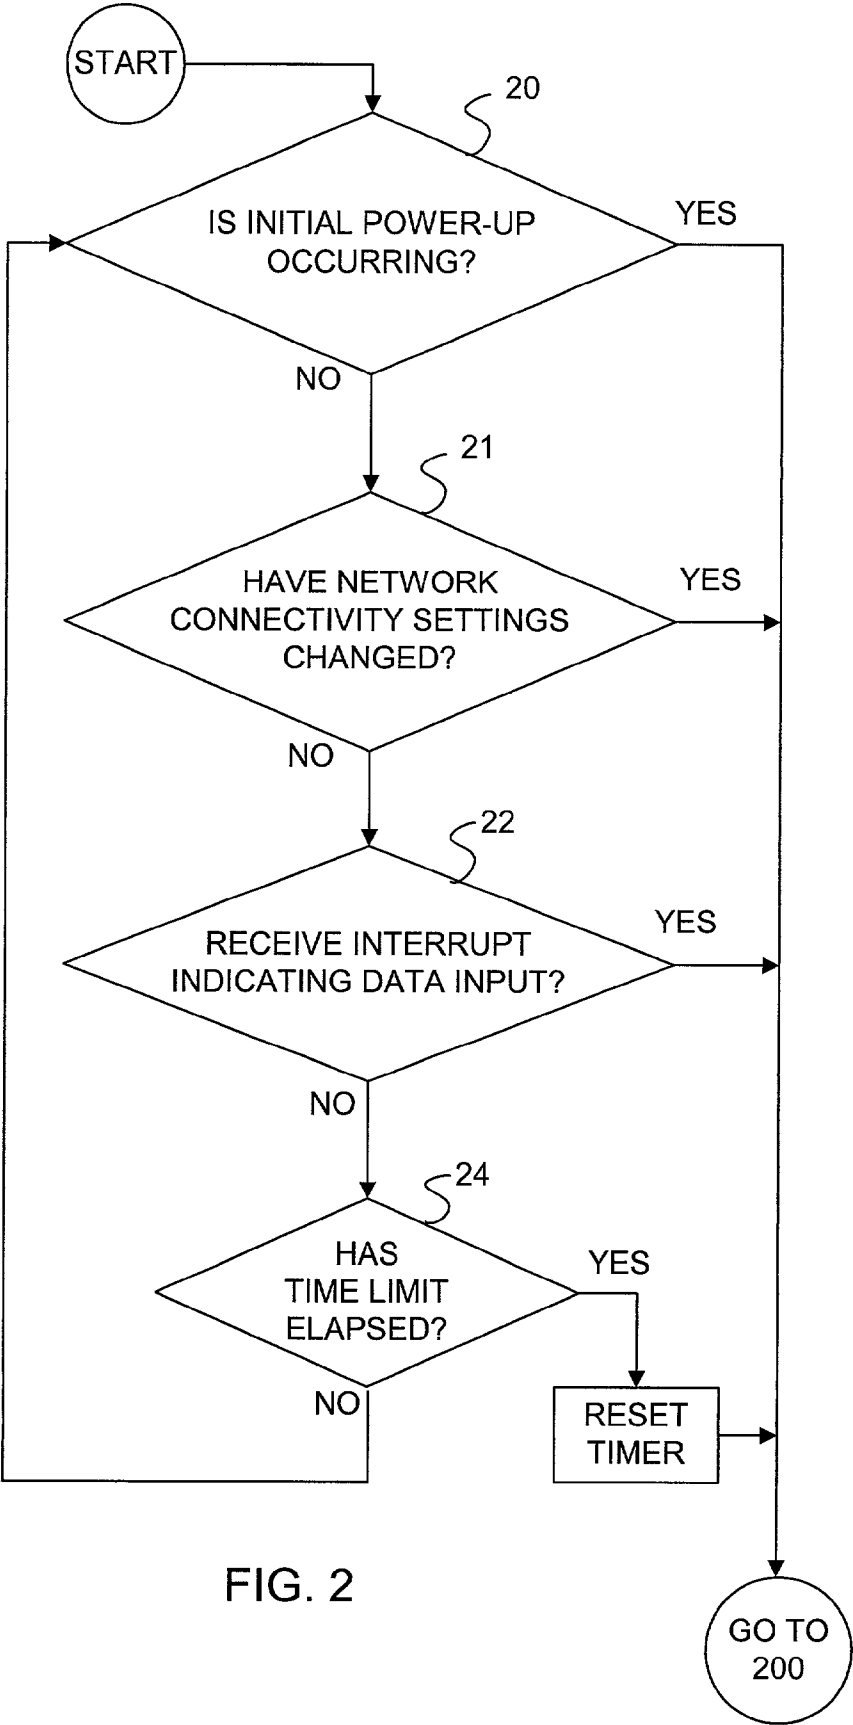 START
20
IS INITIAL POWER-UP
OCCURRING?
YES
NO
21
HAVE NETWORK
CONNECTIVITY SETTINGS
CHANGED?
YES
NO
22
RECEIVE INTERRUPT
INDICATING DATA INPUT?
YES
NO
24
HAS
TIME LIMIT
ELAPSED?
YES
NO
RESET
TIMER
FIG. 2
GO TO
200